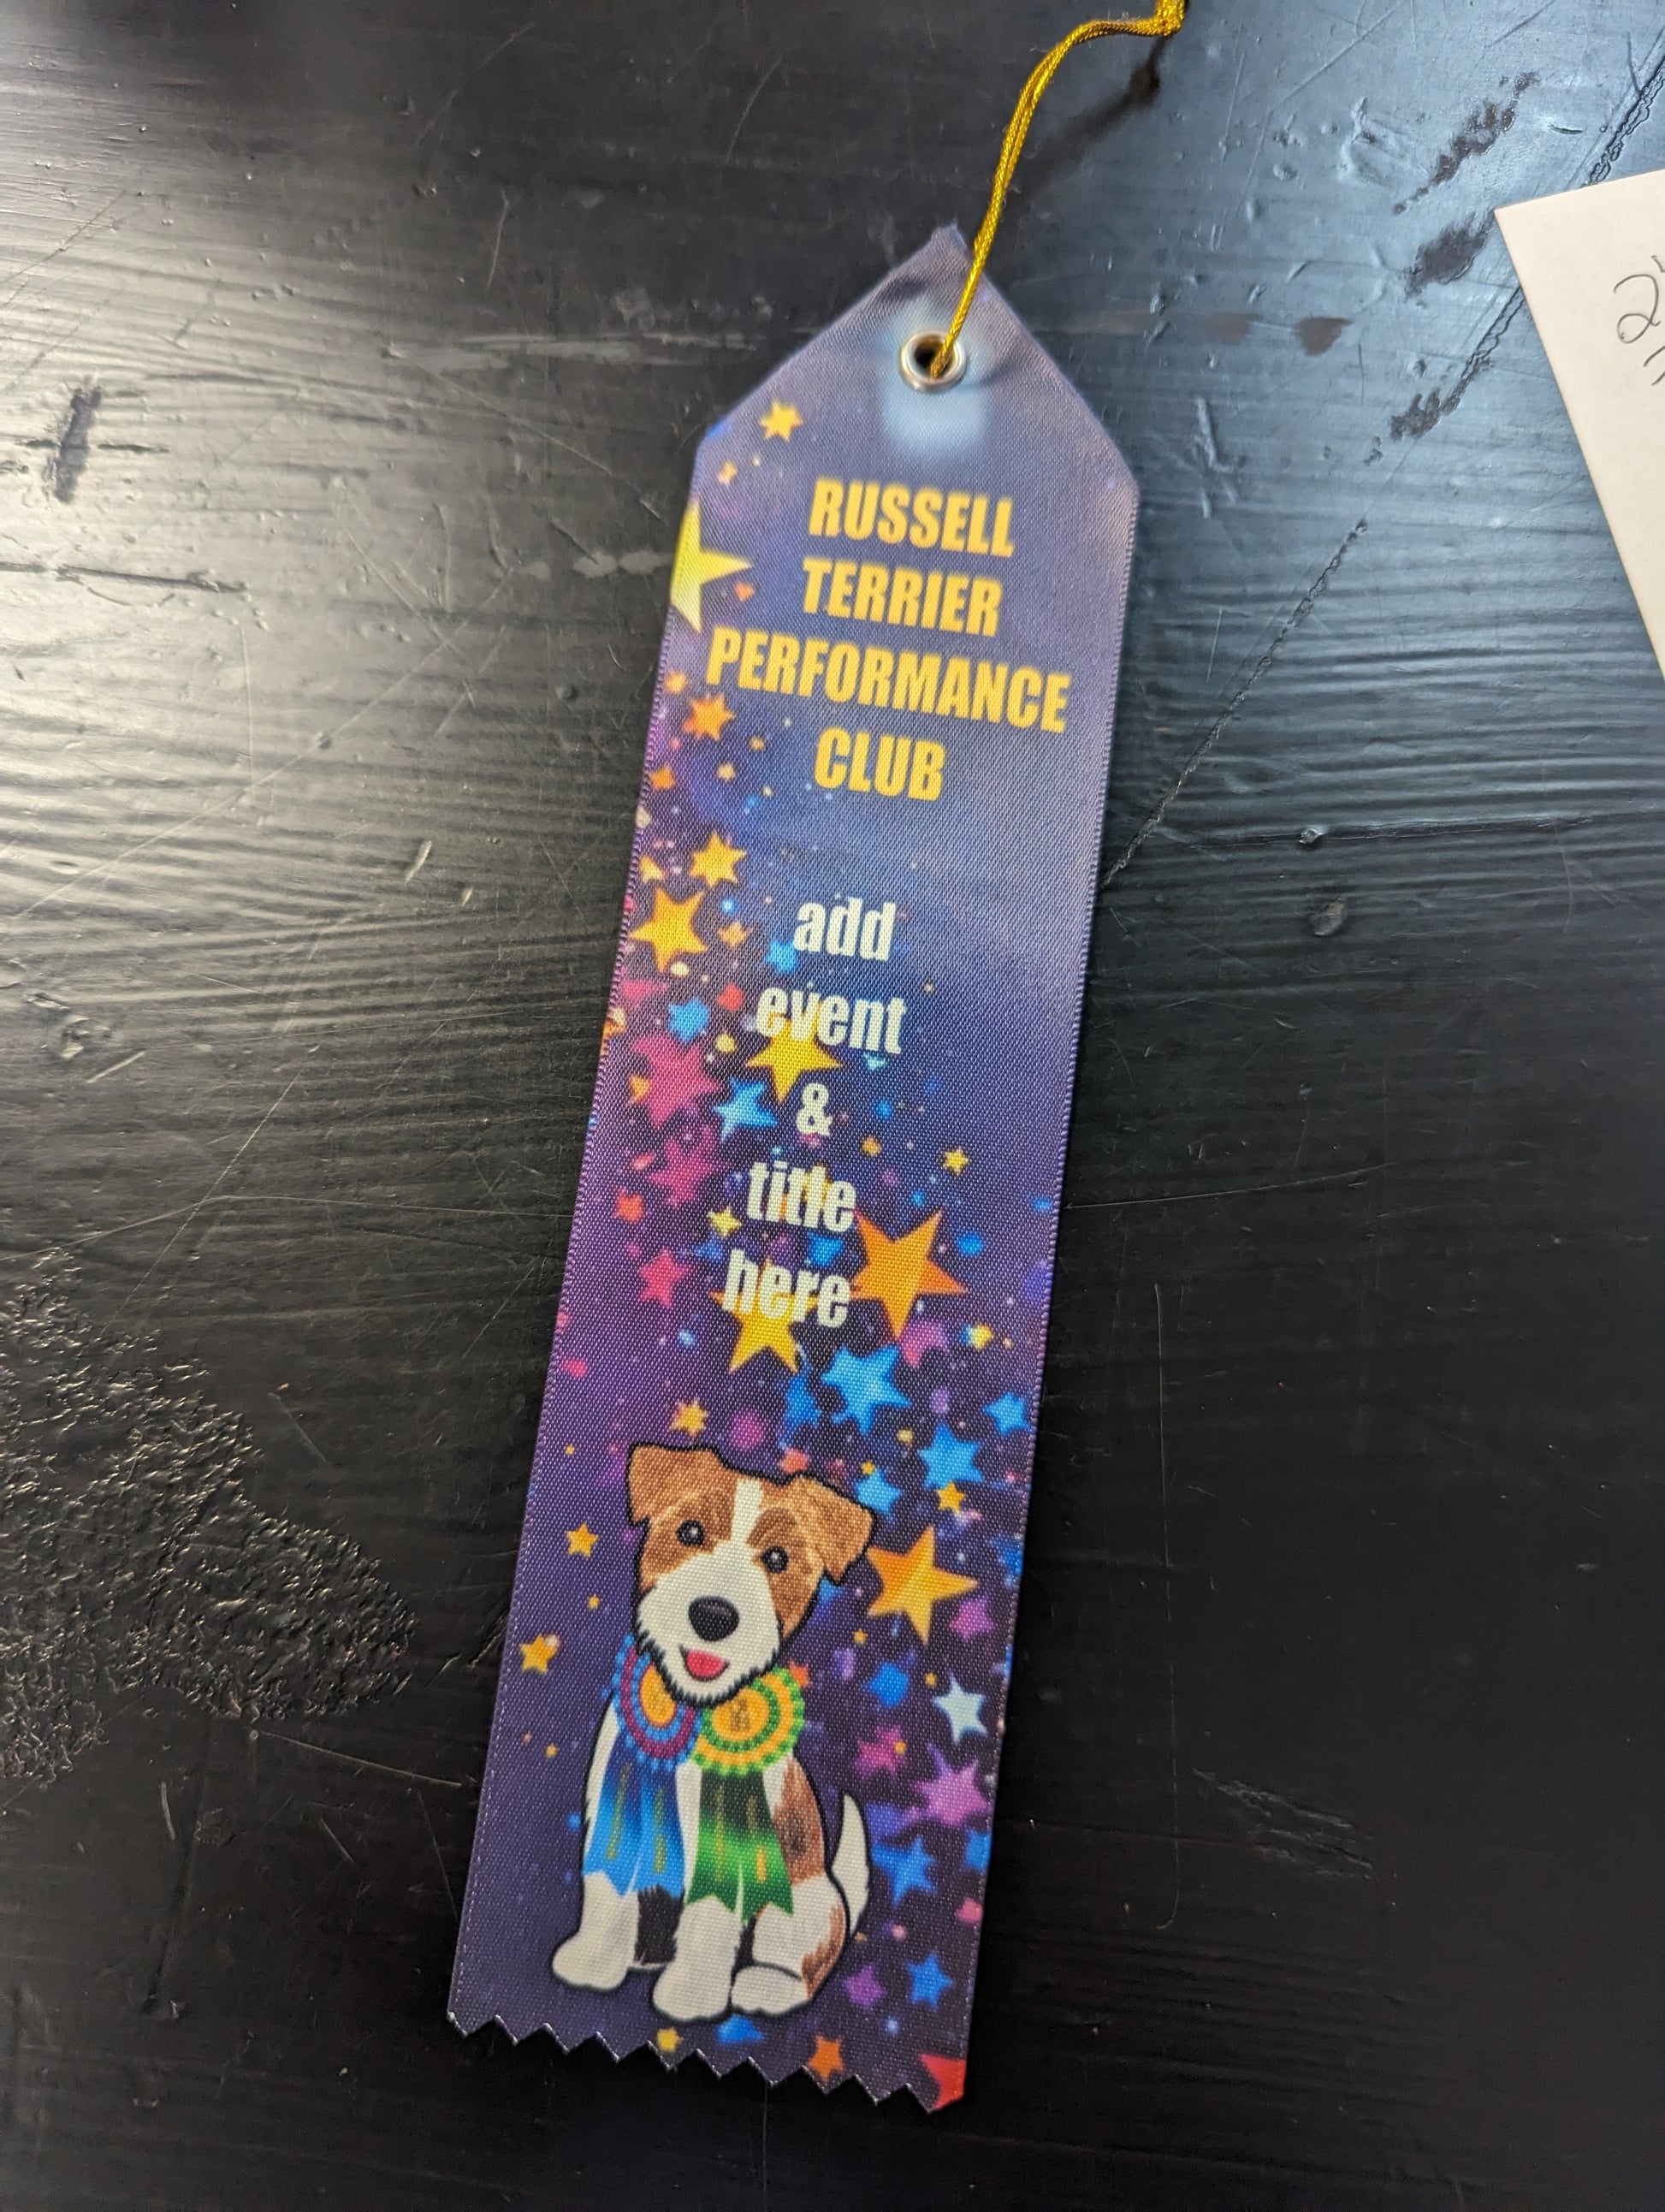 RUSSELL
TERRIER
PERFORMANCE
CLUB
add
event
&
title
here